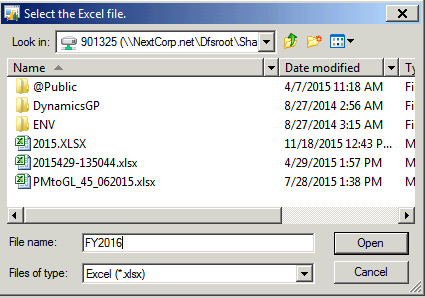 Select the Excel file.
Look in: 901325 (\\NextCorp.net\Dfsroot\Sha
Name Date modified Ty
@Public 4/7/2015 11:18 AM Fi
DynamicsGP 8/27/2014 2:56 AM Fi
ENV 8/27/2014 3:15 AM Fi
2015.XLSX 11/18/2015 12:43 P... M
2015429-135044.xlsx 4/29/2015 1:57 PM M
PMtoGL_45_062015.xlsx 7/28/2015 1:38 PM M
File name: FY2016 Open
Files of type: Excel (*.xlsx) Cancel